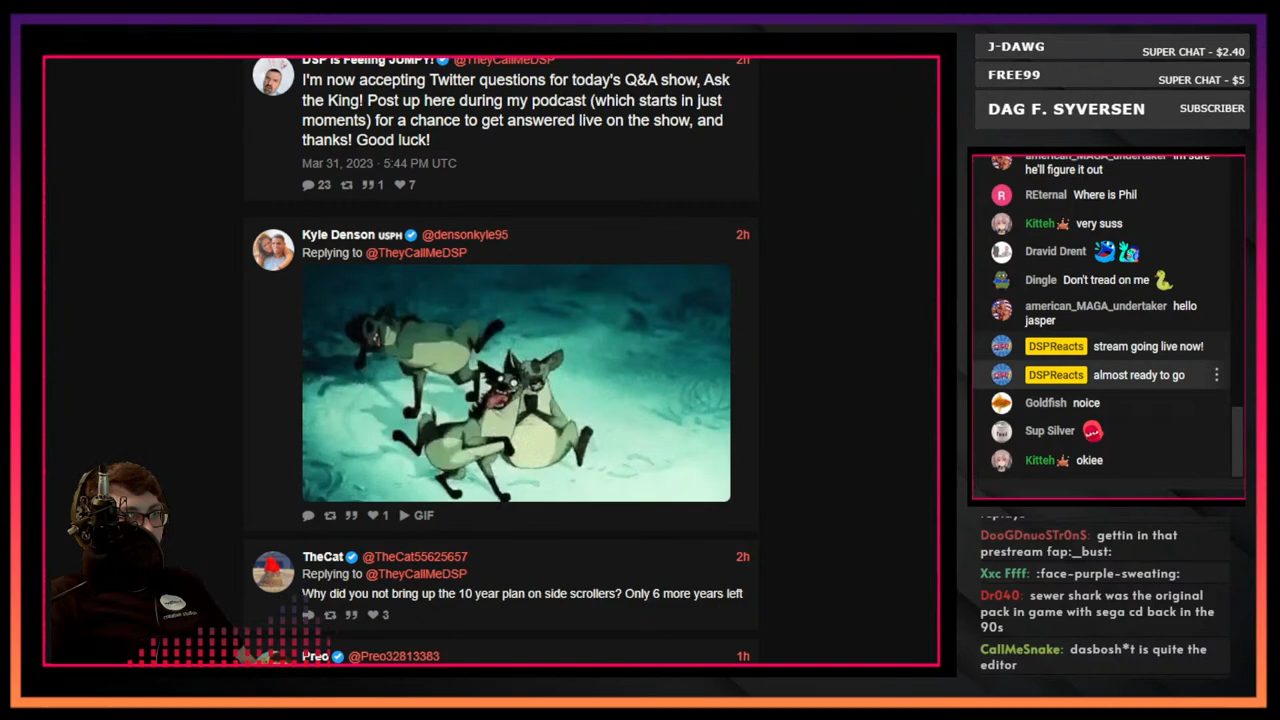 DSP is Feeling JUMPY! @TheyCallMeDSP 2h
I'm now accepting Twitter questions for today's Q&A show, Ask
the King! Post up here during my podcast (which starts in just
moments) for a chance to get answered live on the show, and
thanks! Good luck!
Mar 31, 2023 · 5:44 PM UTC
23 1 7
Kyle Denson USPH @densonkyle95 2h
Replying to @TheyCallMeDSP
1 GIF
TheCat @TheCat55625657 2h
Replying to @TheyCallMeDSP
Why did you not bring up the 10 year plan on side scrollers? Only 6 more years left
3
Preo @Preo32813383 1h
J-DAWG SUPER CHAT - $2.40
FREE99 SUPER CHAT - $5
DAG F. SYVERSEN SUBSCRIBER
american_MAGA_undertaker im sure
he'll figure it out
REternal Where is Phil
Kitteh very suss
Dravid Drent
Dingle Don't tread on me
american_MAGA_undertaker hello
jasper
DSPReacts stream going live now!
DSPReacts almost ready to go
Goldfish noice
Sup Silver
Kitteh okiee
replays
DooGDnuoSTr0nS: gettin in that
prestream fap:_bust:
Xxc Ffff: :face-purple-sweating:
Dr040: sewer shark was the original
pack in game with sega cd back in the
90s
CallMeSnake: dasbosh*t is quite the
editor